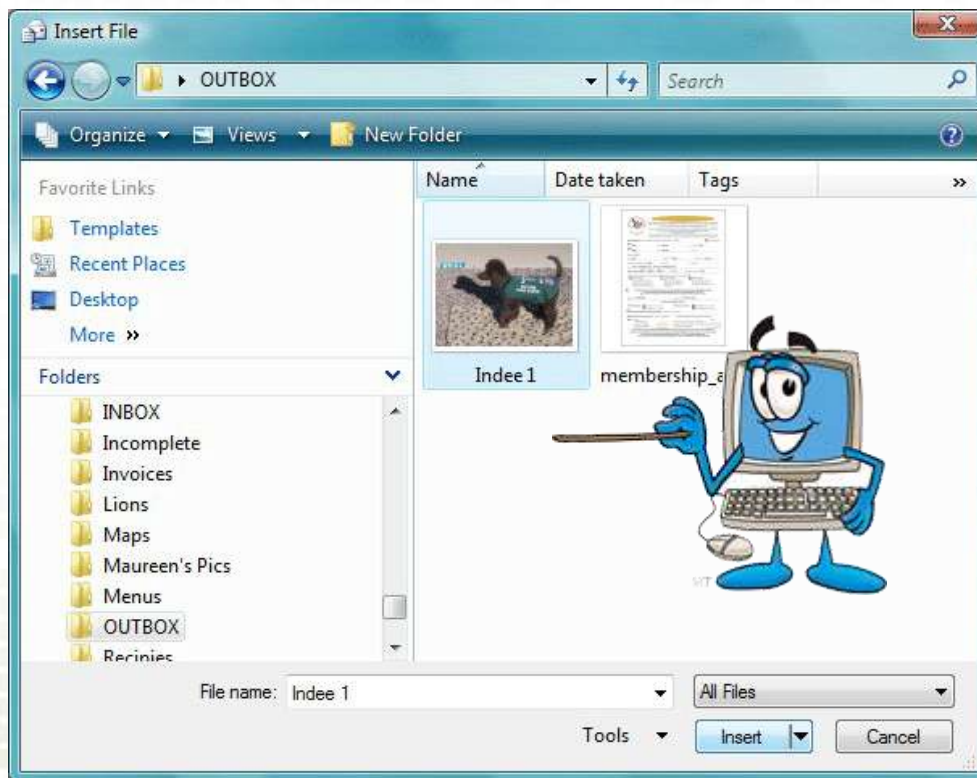 Insert File
OUTBOX
Search
Organize
Views
New Folder
Favorite Links
Templates
Recent Places
Desktop
More »
Folders
INBOX
Incomplete
Invoices
Lions
Maps
Maureen's Pics
Menus
OUTBOX
Recipies
Name Date taken Tags »
Indee 1
membership_a
File name: Indee 1
All Files
Tools
Insert
Cancel